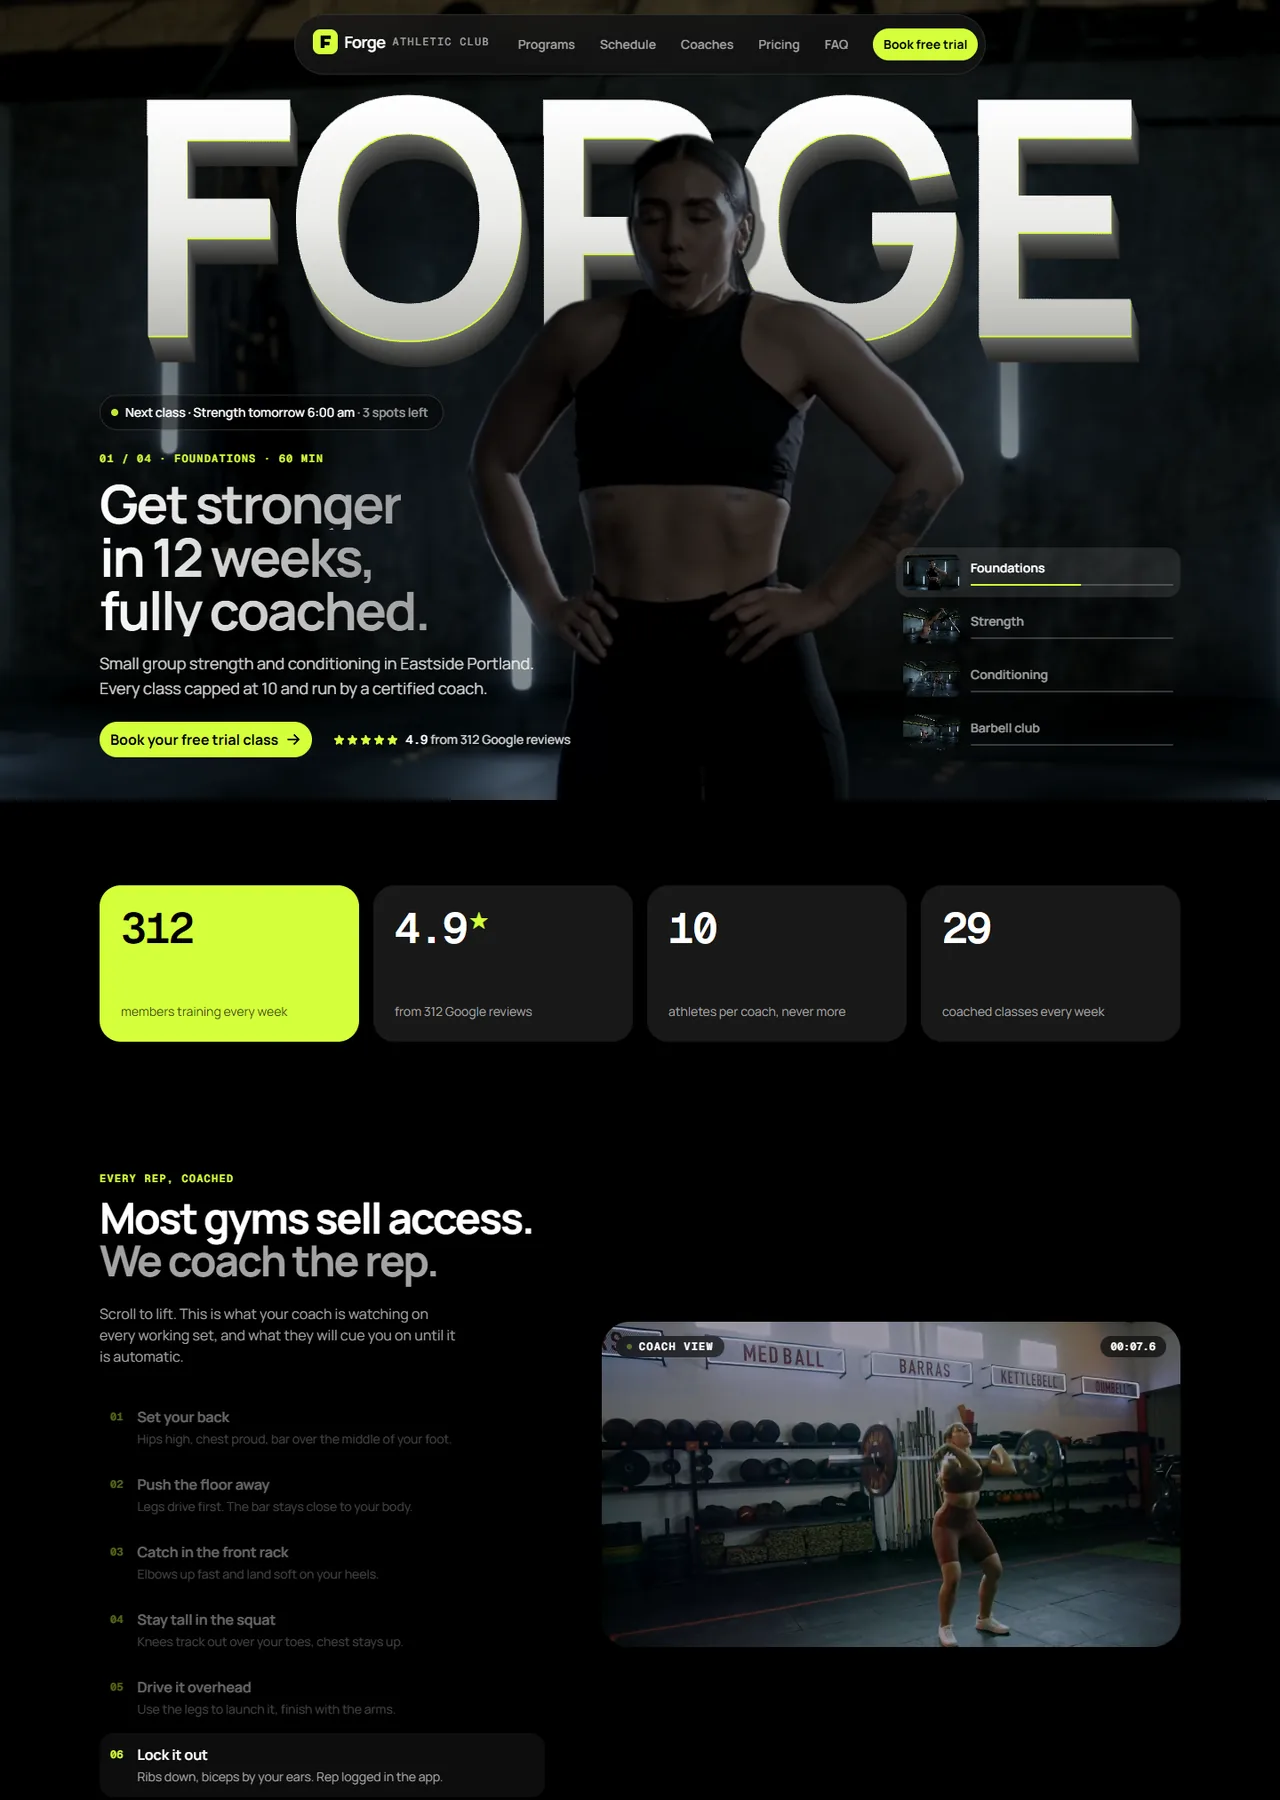 F Forge ATHLETIC CLUB Programs Schedule Coaches Pricing FAQ Book free trial
FORGE
Next class · Strength tomorrow 6:00 am · 3 spots left
01 / 04 · FOUNDATIONS · 60 MIN
Get stronger
in 12 weeks,
fully coached.
Small group strength and conditioning in Eastside Portland.
Every class capped at 10 and run by a certified coach.
Book your free trial class →
★★★★★ 4.9 from 312 Google reviews
Foundations
Strength
Conditioning
Barbell club
312
members training every week
4.9★
from 312 Google reviews
10
athletes per coach, never more
29
coached classes every week
EVERY REP, COACHED
Most gyms sell access.
We coach the rep.
Scroll to lift. This is what your coach is watching on
every working set, and what they will cue you on until it
is automatic.
01 Set your back
Hips high, chest proud, bar over the middle of your foot.
02 Push the floor away
Legs drive first. The bar stays close to your body.
03 Catch in the front rack
Elbows up fast and land soft on your heels.
04 Stay tall in the squat
Knees track out over your toes, chest stays up.
05 Drive it overhead
Use the legs to launch it, finish with the arms.
06 Lock it out
Ribs down, biceps by your ears. Rep logged in the app.
COACH VIEW
00:07.6
MED BALL
BARRAS
KETTLEBELL
DUMBELL